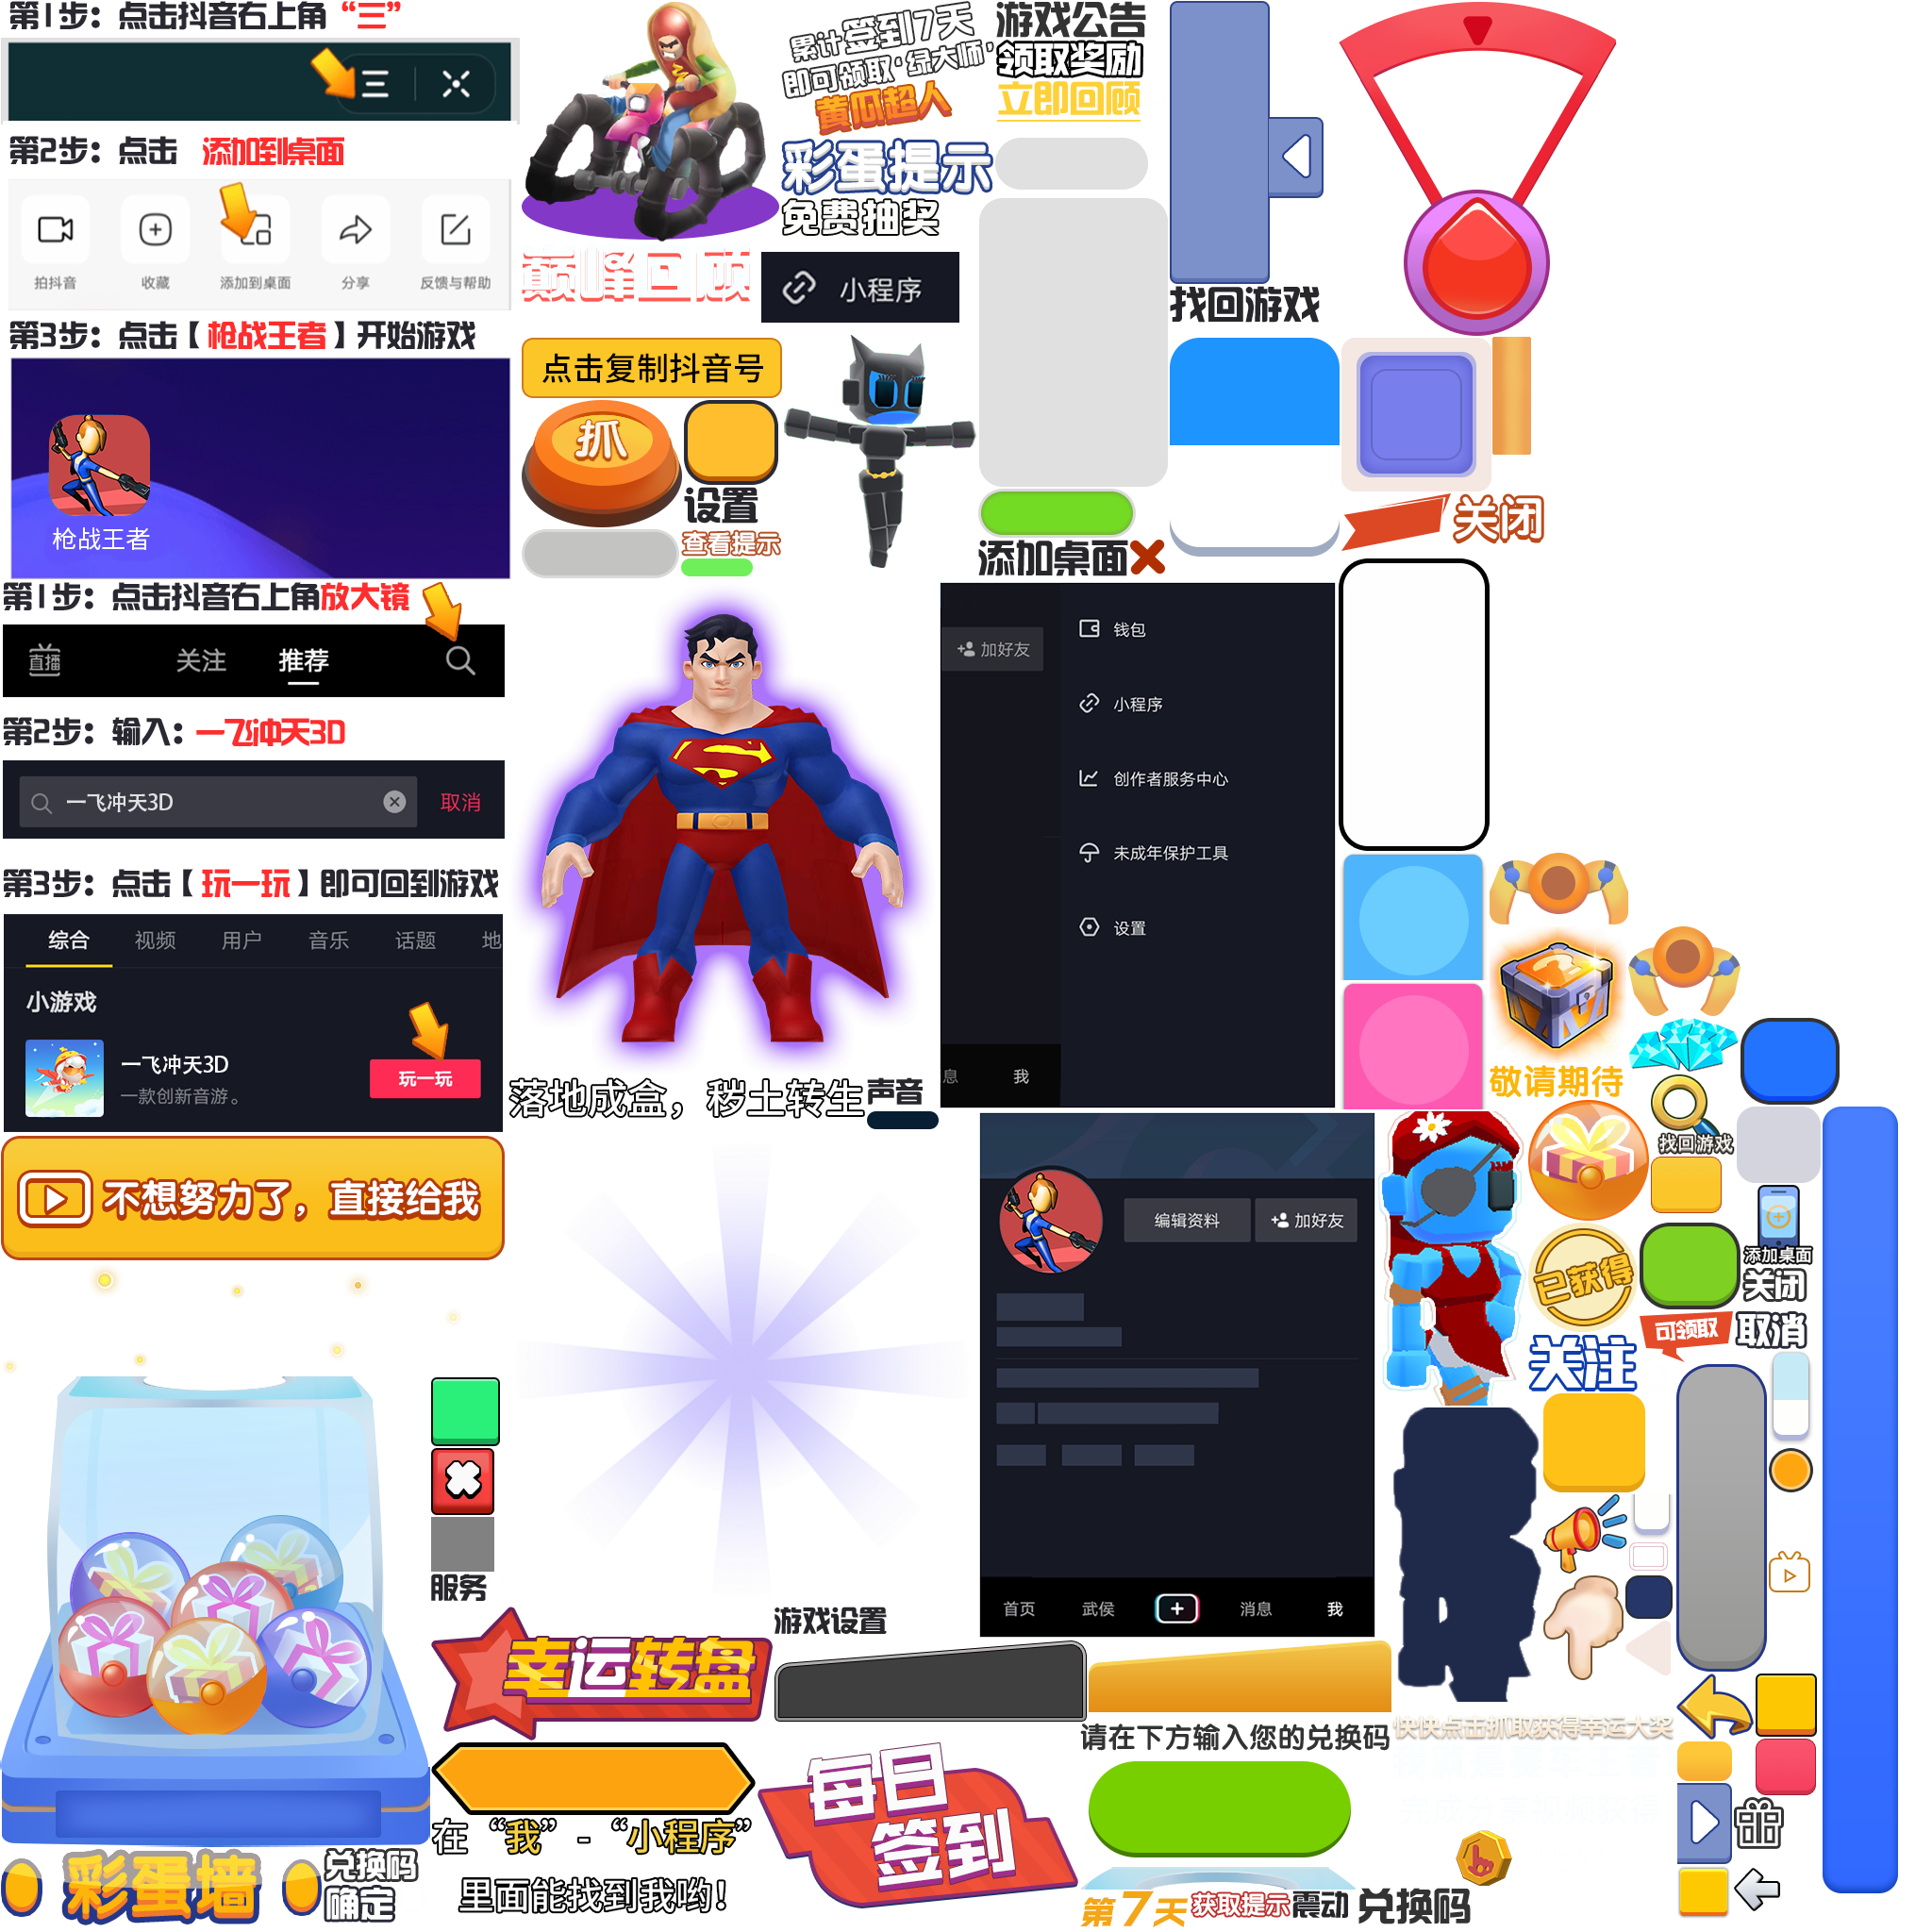 第1步：点击抖音右上角“三”
第2步：点击 添加到桌面
拍抖音
收藏
添加到桌面
分享
反馈与帮助
第3步：点击【枪战王者】开始游戏
枪战王者
第1步：点击抖音右上角放大镜
直播
关注
推荐
第2步：输入：一飞冲天3D
一飞冲天3D
取消
第3步：点击【玩一玩】即可回到游戏
综合
视频
用户
音乐
话题
地
小游戏
一飞冲天3D
一款创新音游。
玩一玩
不想努力了，直接给我
彩蛋墙
兑换码
确定
服务
幸运转盘
在“我”-“小程序”
里面能找到我哟！
累计签到7天
即可领取‘绿大师’
黄瓜超人
彩蛋提示
免费抽奖
巅峰回顾
小程序
点击复制抖音号
抓
设置
查看提示
游戏公告
领取奖励
立即回顾
添加桌面
找回游戏
关闭
落地成盒，秽土转生
声音
加好友
钱包
小程序
创作者服务中心
未成年保护工具
设置
息
我
编辑资料
加好友
首页
武侯
消息
我
游戏设置
每日
签到
请在下方输入您的兑换码
第7天
获取提示
震动
兑换码
快快点击抓取获得幸运大奖
敬请期待
找回游戏
已获得
关注
添加桌面
关闭
可领取
取消